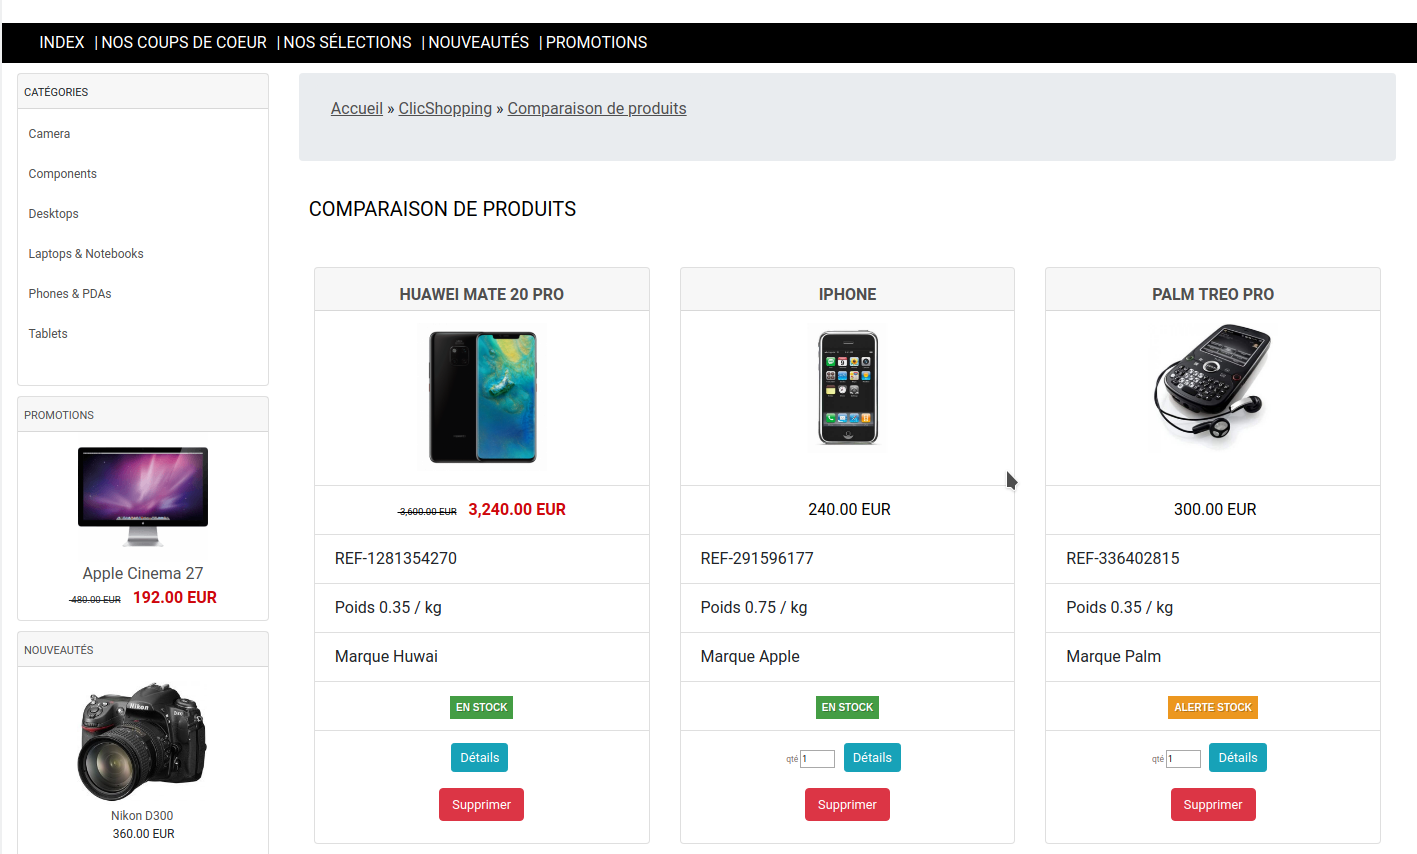 INDEX | NOS COUPS DE COEUR | NOS SÉLECTIONS | NOUVEAUTÉS | PROMOTIONS
CATÉGORIES
Camera
Components
Desktops
Laptops & Notebooks
Phones & PDAs
Tablets
PROMOTIONS
Apple Cinema 27
480.00 EUR 192.00 EUR
NOUVEAUTÉS
Nikon
Nikon D300
360.00 EUR
Accueil » ClicShopping » Comparaison de produits
COMPARAISON DE PRODUITS
HUAWEI MATE 20 PRO
3,600.00 EUR 3,240.00 EUR
REF-1281354270
Poids 0.35 / kg
Marque Huwai
EN STOCK
Détails
Supprimer
IPHONE
240.00 EUR
REF-291596177
Poids 0.75 / kg
Marque Apple
EN STOCK
qté 1 Détails
Supprimer
PALM TREO PRO
300.00 EUR
REF-336402815
Poids 0.35 / kg
Marque Palm
ALERTE STOCK
qté 1 Détails
Supprimer